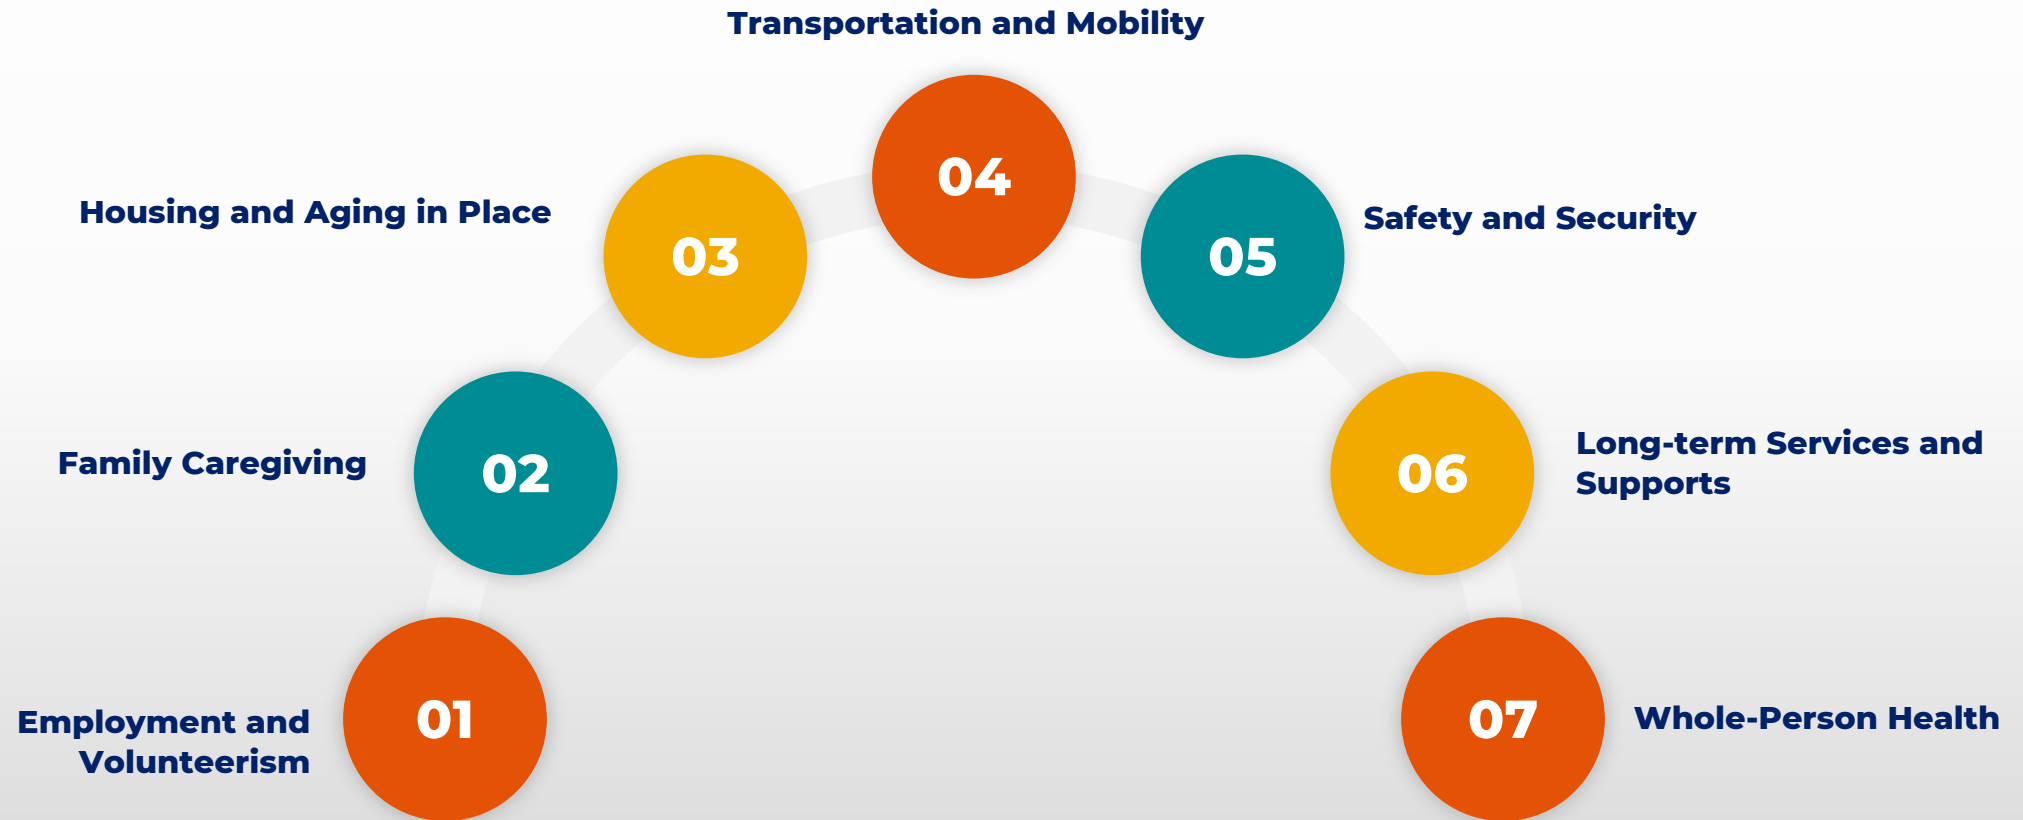 Transportation and Mobility
04
Housing and Aging in Place
03
05
Safety and Security
Family Caregiving
02
06
Long-term Services and
Supports
Employment and
Volunteerism
01
07
Whole-Person Health